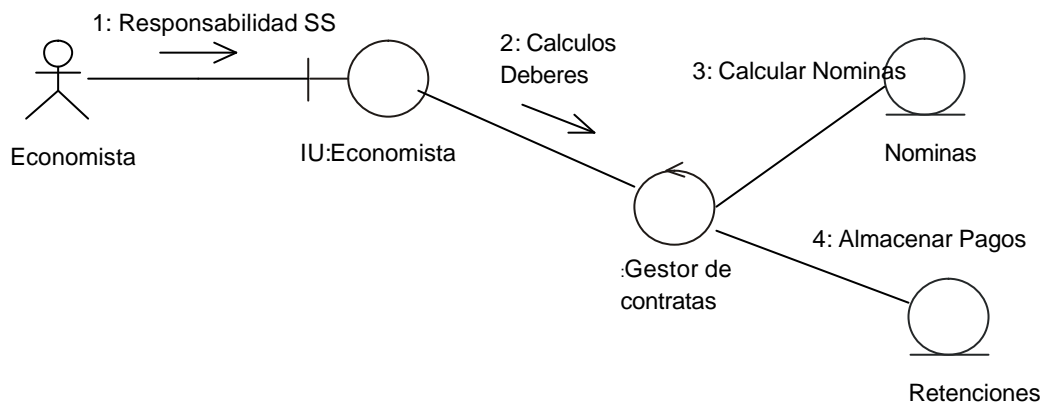 1: Responsabilidad SS
2: Calculos
Deberes
3: Calcular Nominas
Economista
IU:Economista
Nominas
4: Almacenar Pagos
:Gestor de
contratas
Retenciones